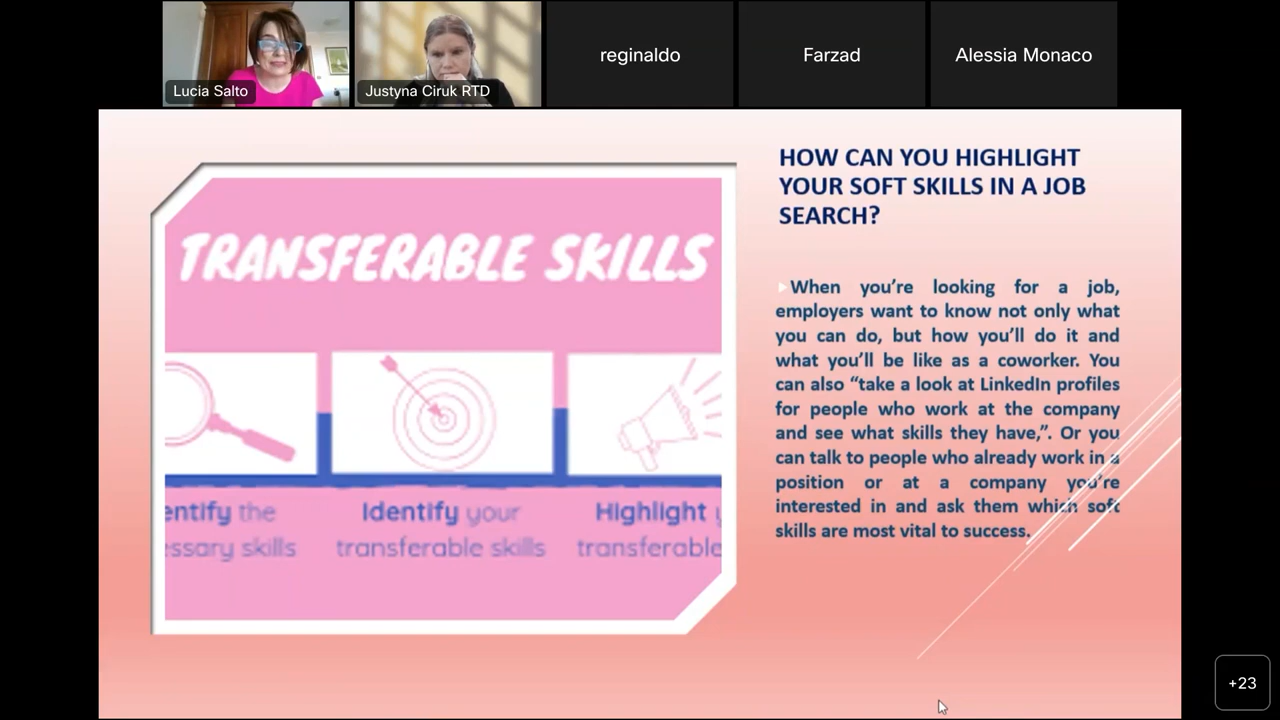 Lucia Salto
Justyna Ciruk RTD
reginaldo
Farzad
Alessia Monaco
TRANSFERABLE SKILLS
entify the
essary skills
Identify your
transferable skills
Highlight
transferable
HOW CAN YOU HIGHLIGHT
YOUR SOFT SKILLS IN A JOB
SEARCH?
When you’re looking for a job,
employers want to know not only what
you can do, but how you’ll do it and
what you’ll be like as a coworker. You
can also “take a look at LinkedIn profiles
for people who work at the company
and see what skills they have,”. Or you
can talk to people who already work in a
position or at a company you’re
interested in and ask them which soft
skills are most vital to success.
+23